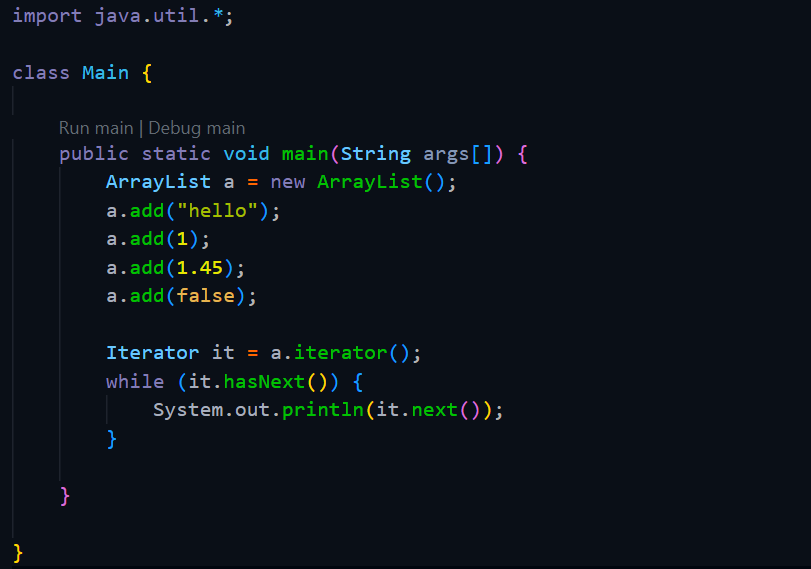 import java.util.*;
class Main {
Run main | Debug main
public static void main(String args[]) {
ArrayList a = new ArrayList();
a.add("hello");
a.add(1);
a.add(1.45);
a.add(false);
Iterator it = a.iterator();
while (it.hasNext()) {
System.out.println(it.next());
}
}
}